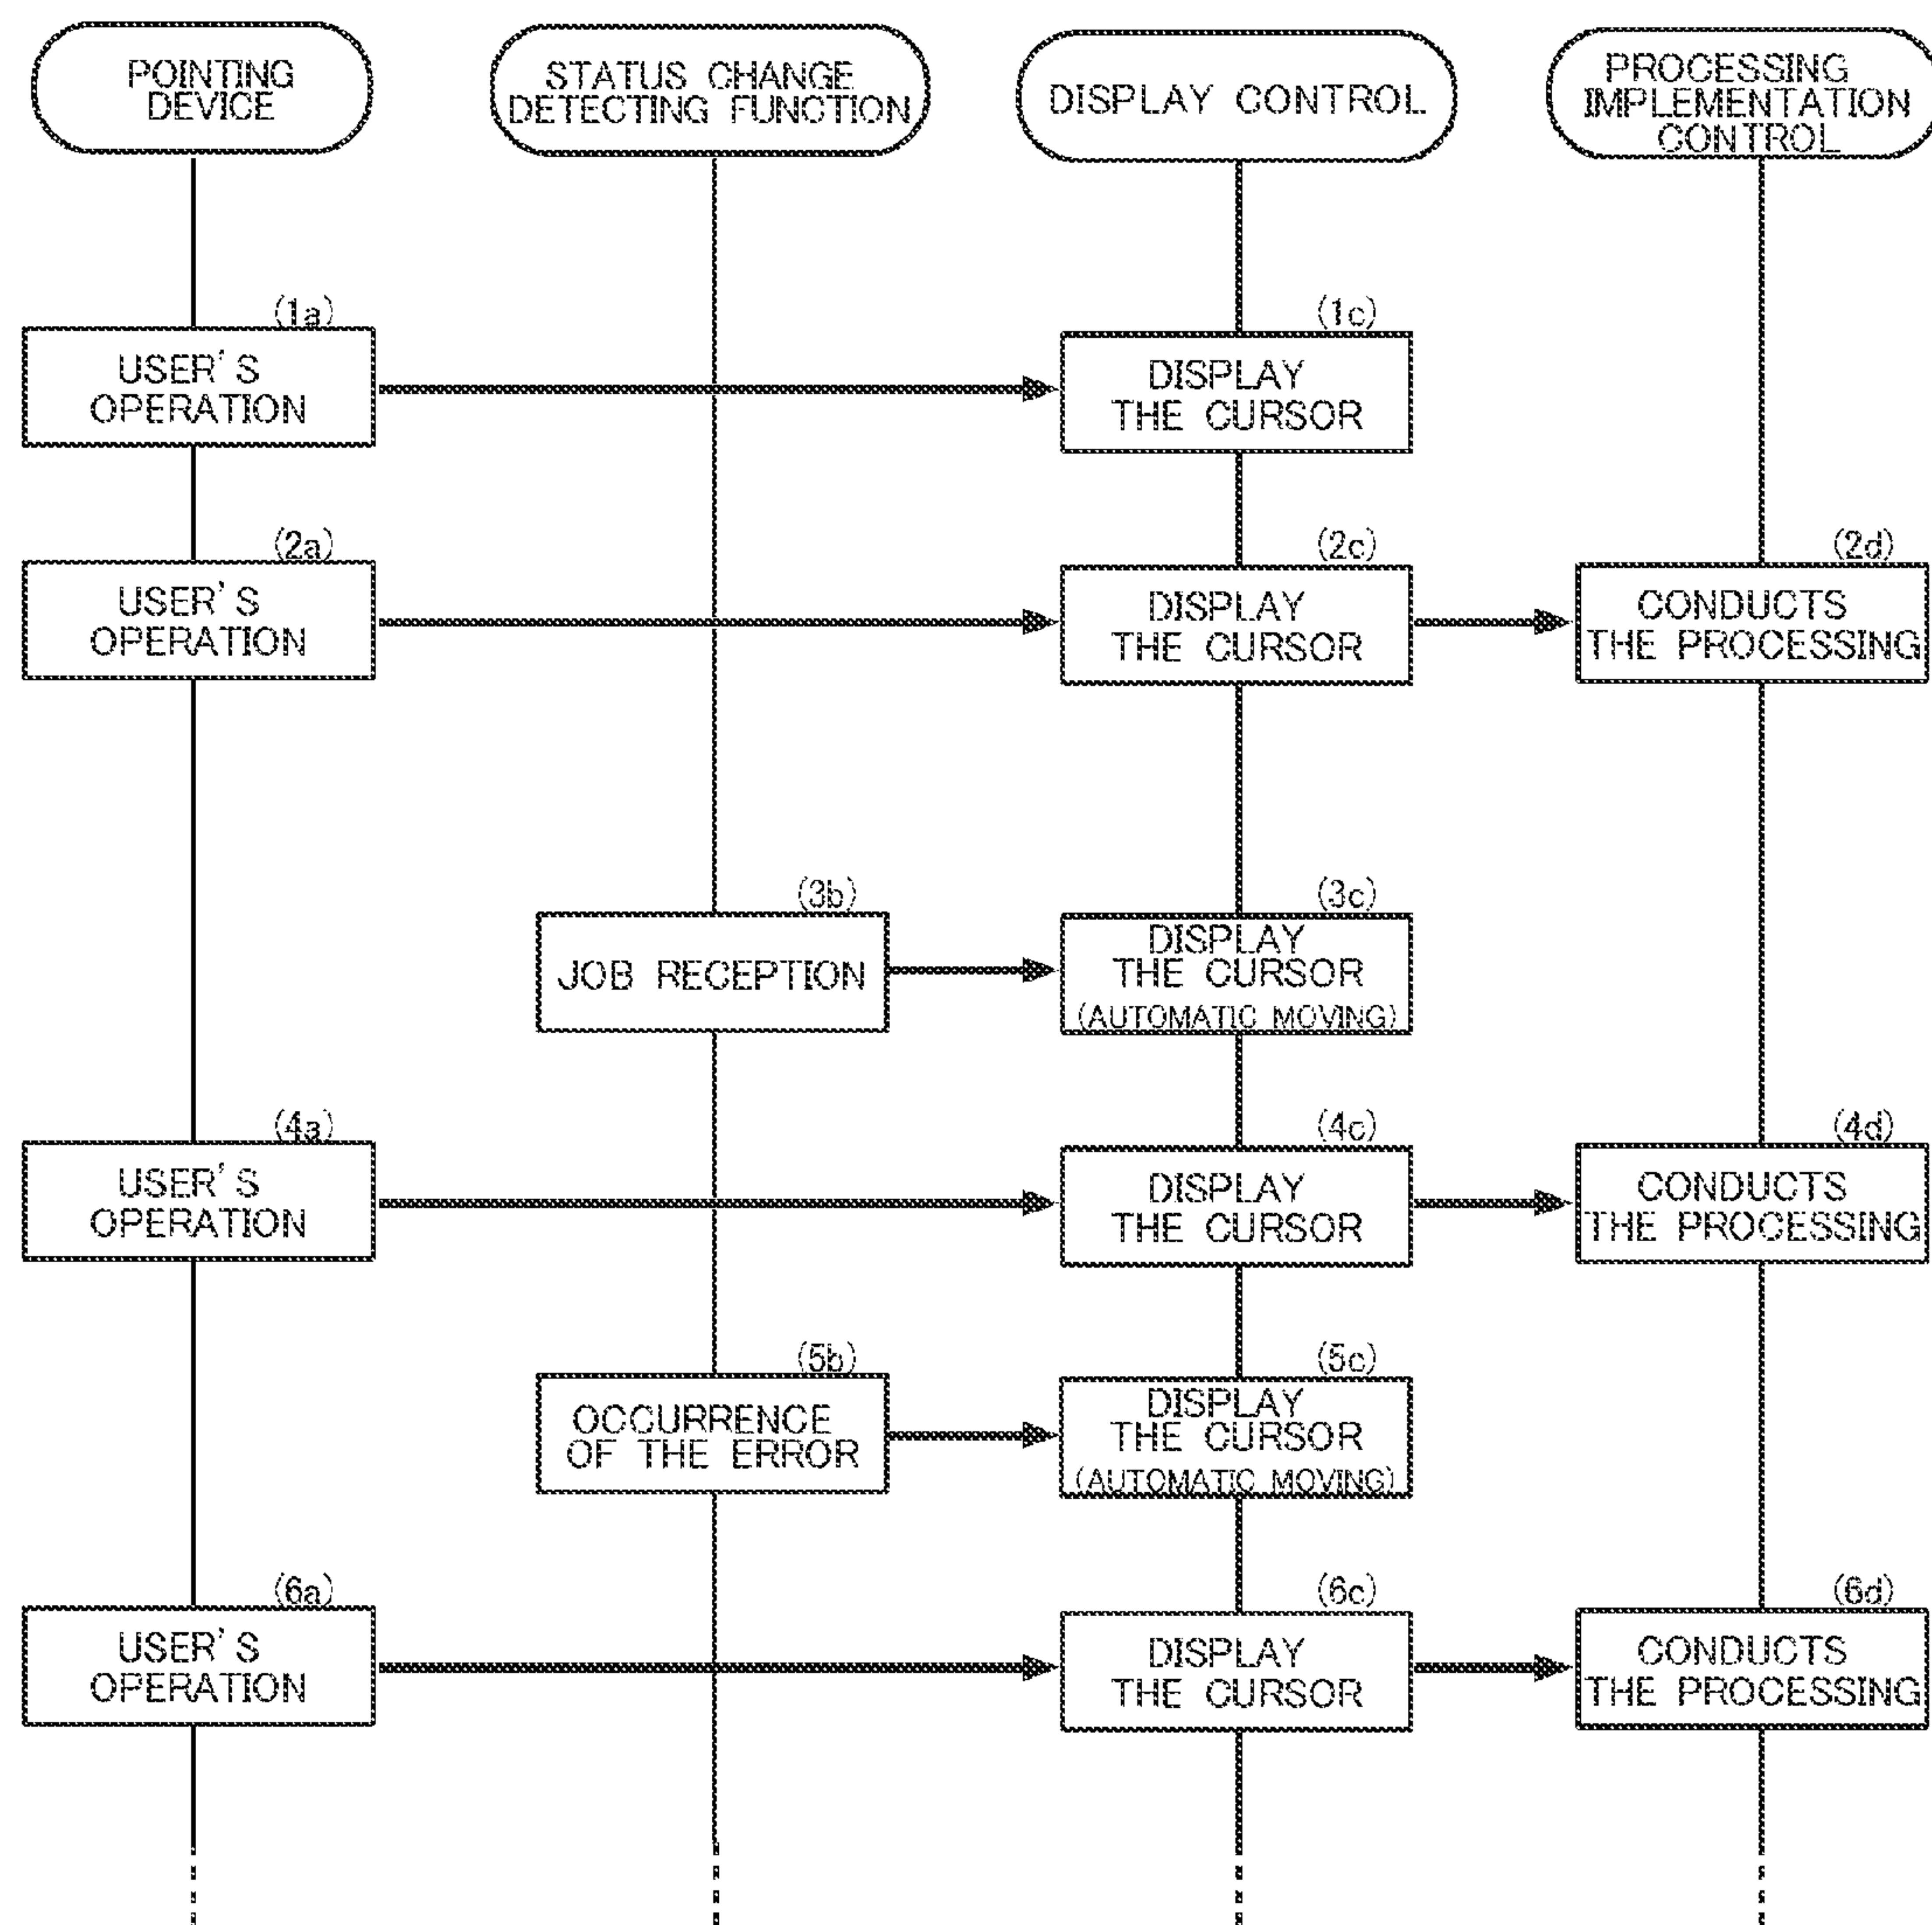 POINTING
DEVICE
STATUS CHANGE
DETECTING FUNCTION
DISPLAY CONTROL
PROCESSING
IMPLEMENTATION
CONTROL
(1a)
USER'S
OPERATION
(1c)
DISPLAY
THE CURSOR
(2a)
USER'S
OPERATION
(2c)
DISPLAY
THE CURSOR
(2d)
CONDUCTS
THE PROCESSING
(3b)
JOB RECEPTION
(3c)
DISPLAY
THE CURSOR
(AUTOMATIC MOVING)
(4a)
USER'S
OPERATION
(4c)
DISPLAY
THE CURSOR
(4d)
CONDUCTS
THE PROCESSING
(5b)
OCCURRENCE
OF THE ERROR
(5c)
DISPLAY
THE CURSOR
(AUTOMATIC MOVING)
(6a)
USER'S
OPERATION
(6c)
DISPLAY
THE CURSOR
(6d)
CONDUCTS
THE PROCESSING